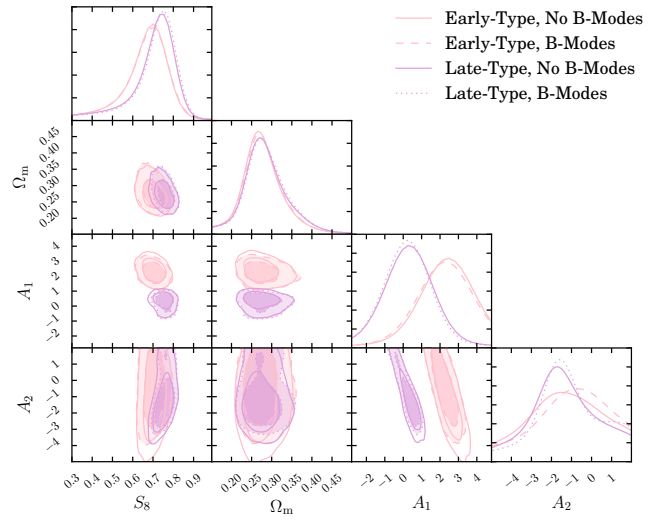 Early-Type, No B-Modes
Early-Type, B-Modes
Late-Type, No B-Modes
Late-Type, B-Modes
Ωm
0.45
0.40
0.35
0.30
0.25
0.20
A1
4
3
2
1
0
−1
−2
A2
1
0
−1
−2
−3
−4
0.3 0.4 0.5 0.6 0.7 0.8 0.9
0.20 0.25 0.30 0.35 0.40 0.45
−2 −1 0 1 2 3 4
−4 −3 −2 −1 0 1
S8
Ωm
A1
A2